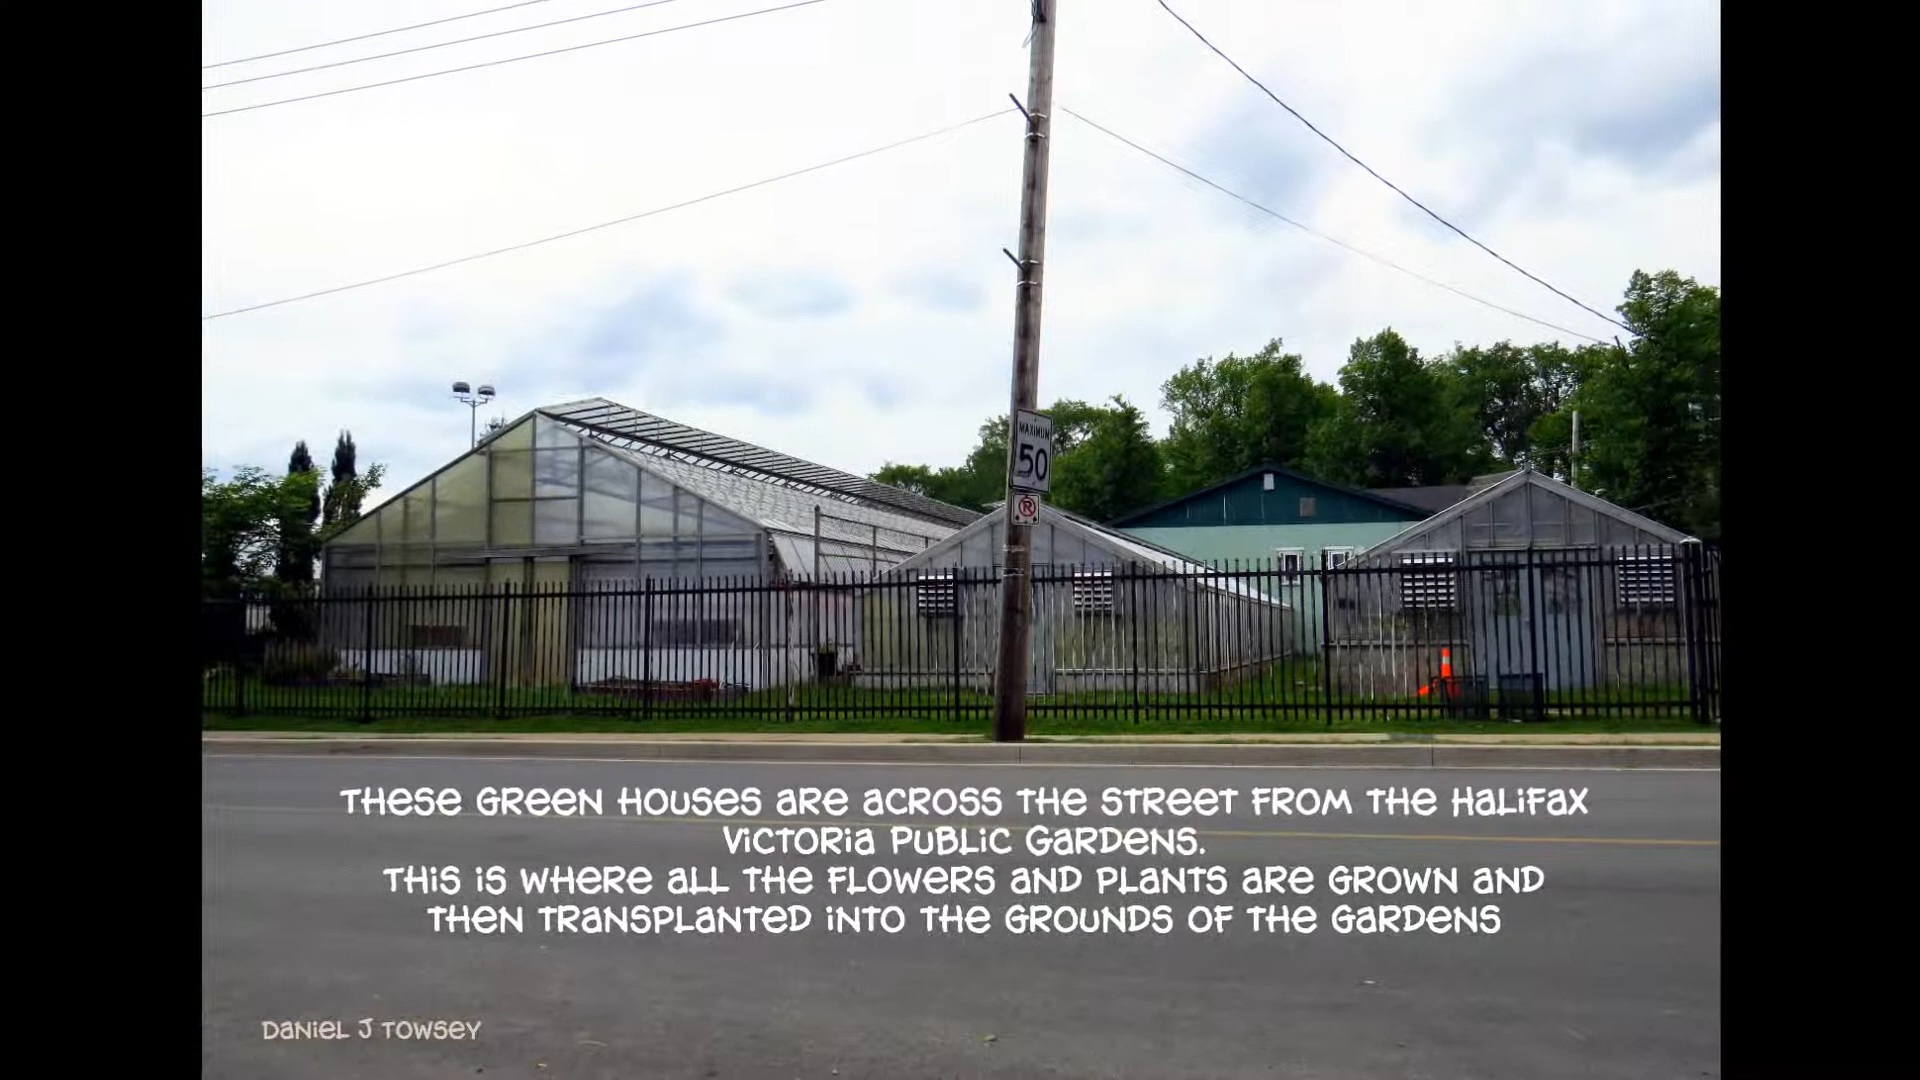 MAXIMUM
50
R
THESE GREEN HOUSES ARE ACROSS THE STREET FROM THE HALIFAX
VICTORIA PUBLIC GARDENS.
THIS IS WHERE ALL THE FLOWERS AND PLANTS ARE GROWN AND
THEN TRANSPLANTED INTO THE GROUNDS OF THE GARDENS
DANIEL J TOWSEY